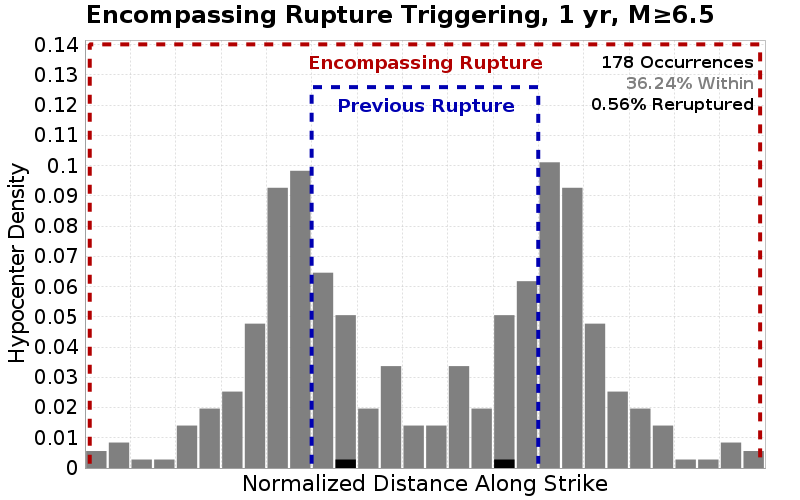 Encompassing Rupture Triggering, 1 yr, M≥6.5
0.14
0.13
0.12
0.11
0.1
0.09
0.08
0.07
0.06
0.05
0.04
0.03
0.02
0.01
0
Hypocenter Density
Encompassing Rupture
Previous Rupture
178 Occurrences
36.24% Within
0.56% Reruptured
Normalized Distance Along Strike